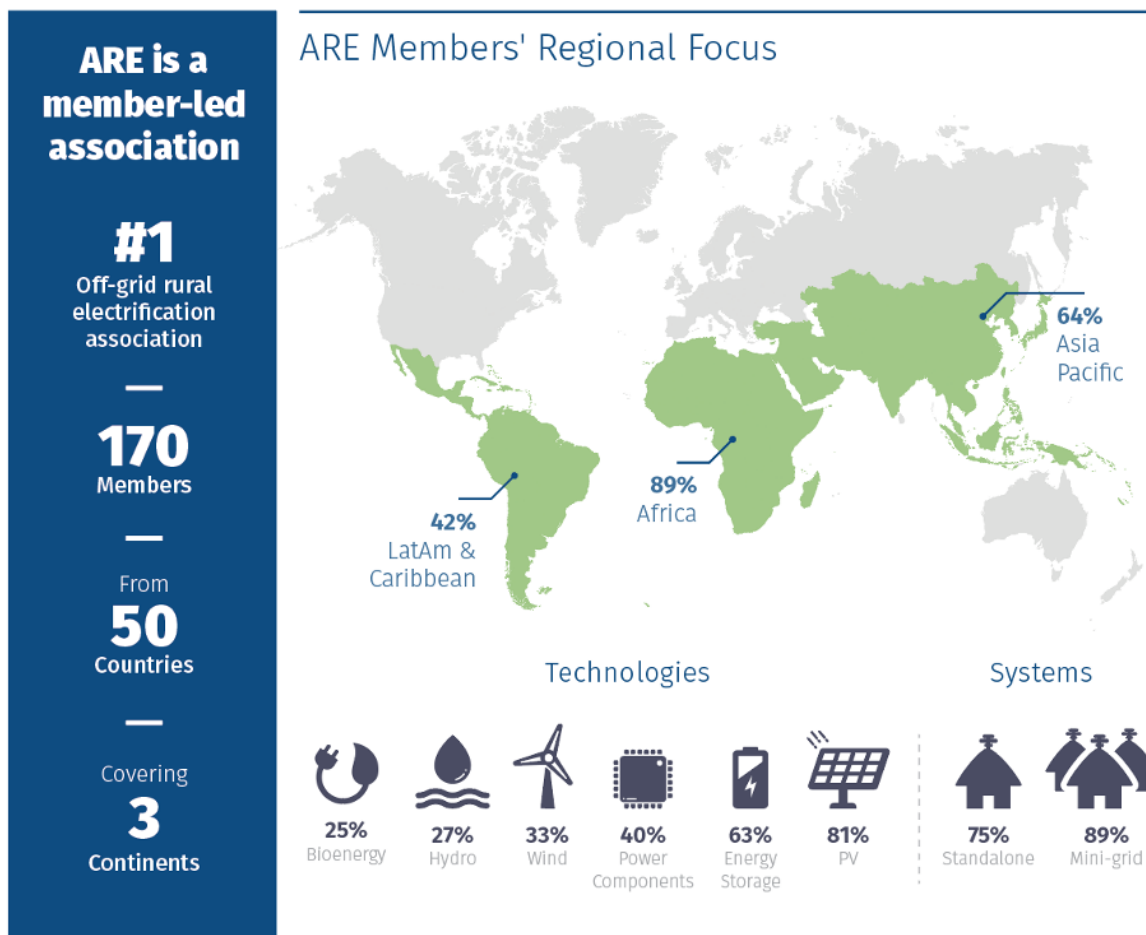 ARE is a
member-led
association
#1
Off-grid rural
electrification
association
170
Members
From
50
Countries
Covering
3
Continents
ARE Members' Regional Focus
64%
Asia
Pacific
89%
Africa
42%
LatAm &
Caribbean
Technologies
25%
Bioenergy
27%
Hydro
33%
Wind
40%
Power
Components
63%
Energy
Storage
81%
PV
Systems
75%
Standalone
89%
Mini-grid